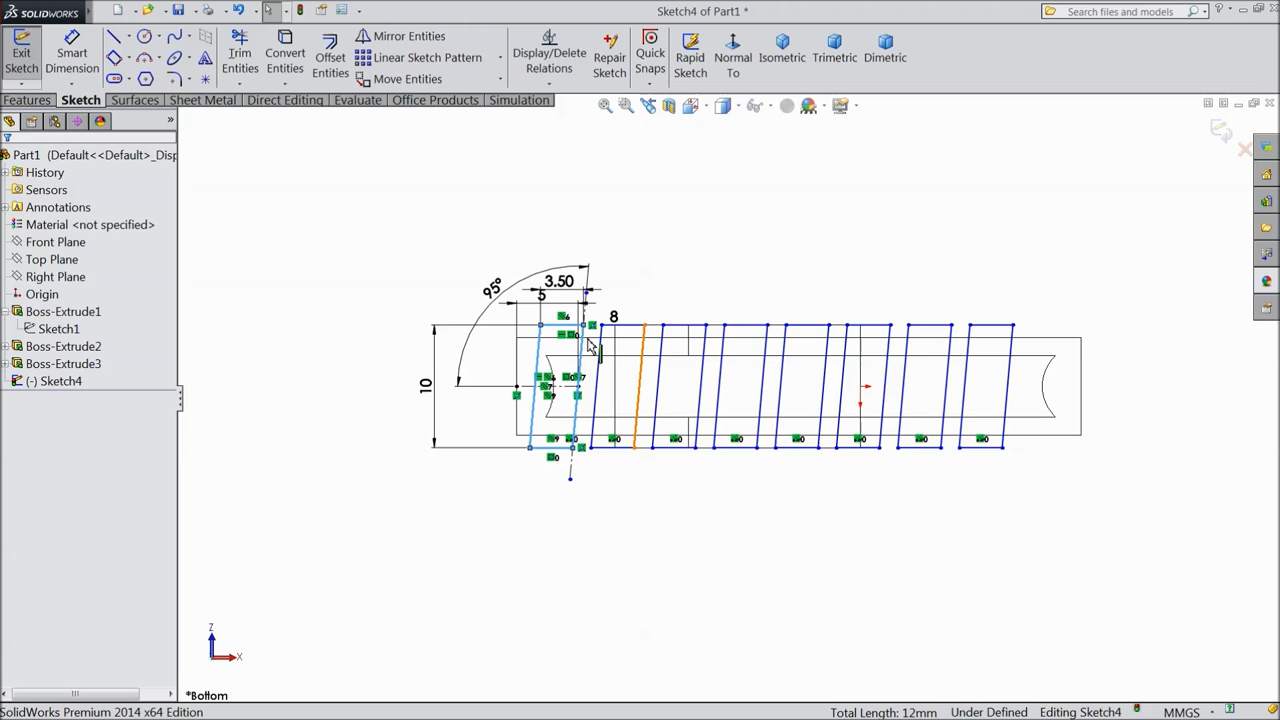 SOLIDWORKS
Sketch4 of Part1 *
Search files and models
Exit Sketch
Smart Dimension
Trim Entities
Convert Entities
Offset Entities
Mirror Entities
Linear Sketch Pattern
Move Entities
Display/Delete Relations
Repair Sketch
Quick Snaps
Rapid Sketch
Normal To
Isometric
Trimetric
Dimetric
Features
Sketch
Surfaces
Sheet Metal
Direct Editing
Evaluate
Office Products
Simulation
Part1 (Default<<Default>_Disp
History
Sensors
Annotations
Material <not specified>
Front Plane
Top Plane
Right Plane
Origin
Boss-Extrude1
Sketch1
Boss-Extrude2
Boss-Extrude3
(-) Sketch4
95°
3.50
5
8
10
Z
X
*Bottom
SolidWorks Premium 2014 x64 Edition
Total Length: 12mm
Under Defined
Editing Sketch4
MMGS